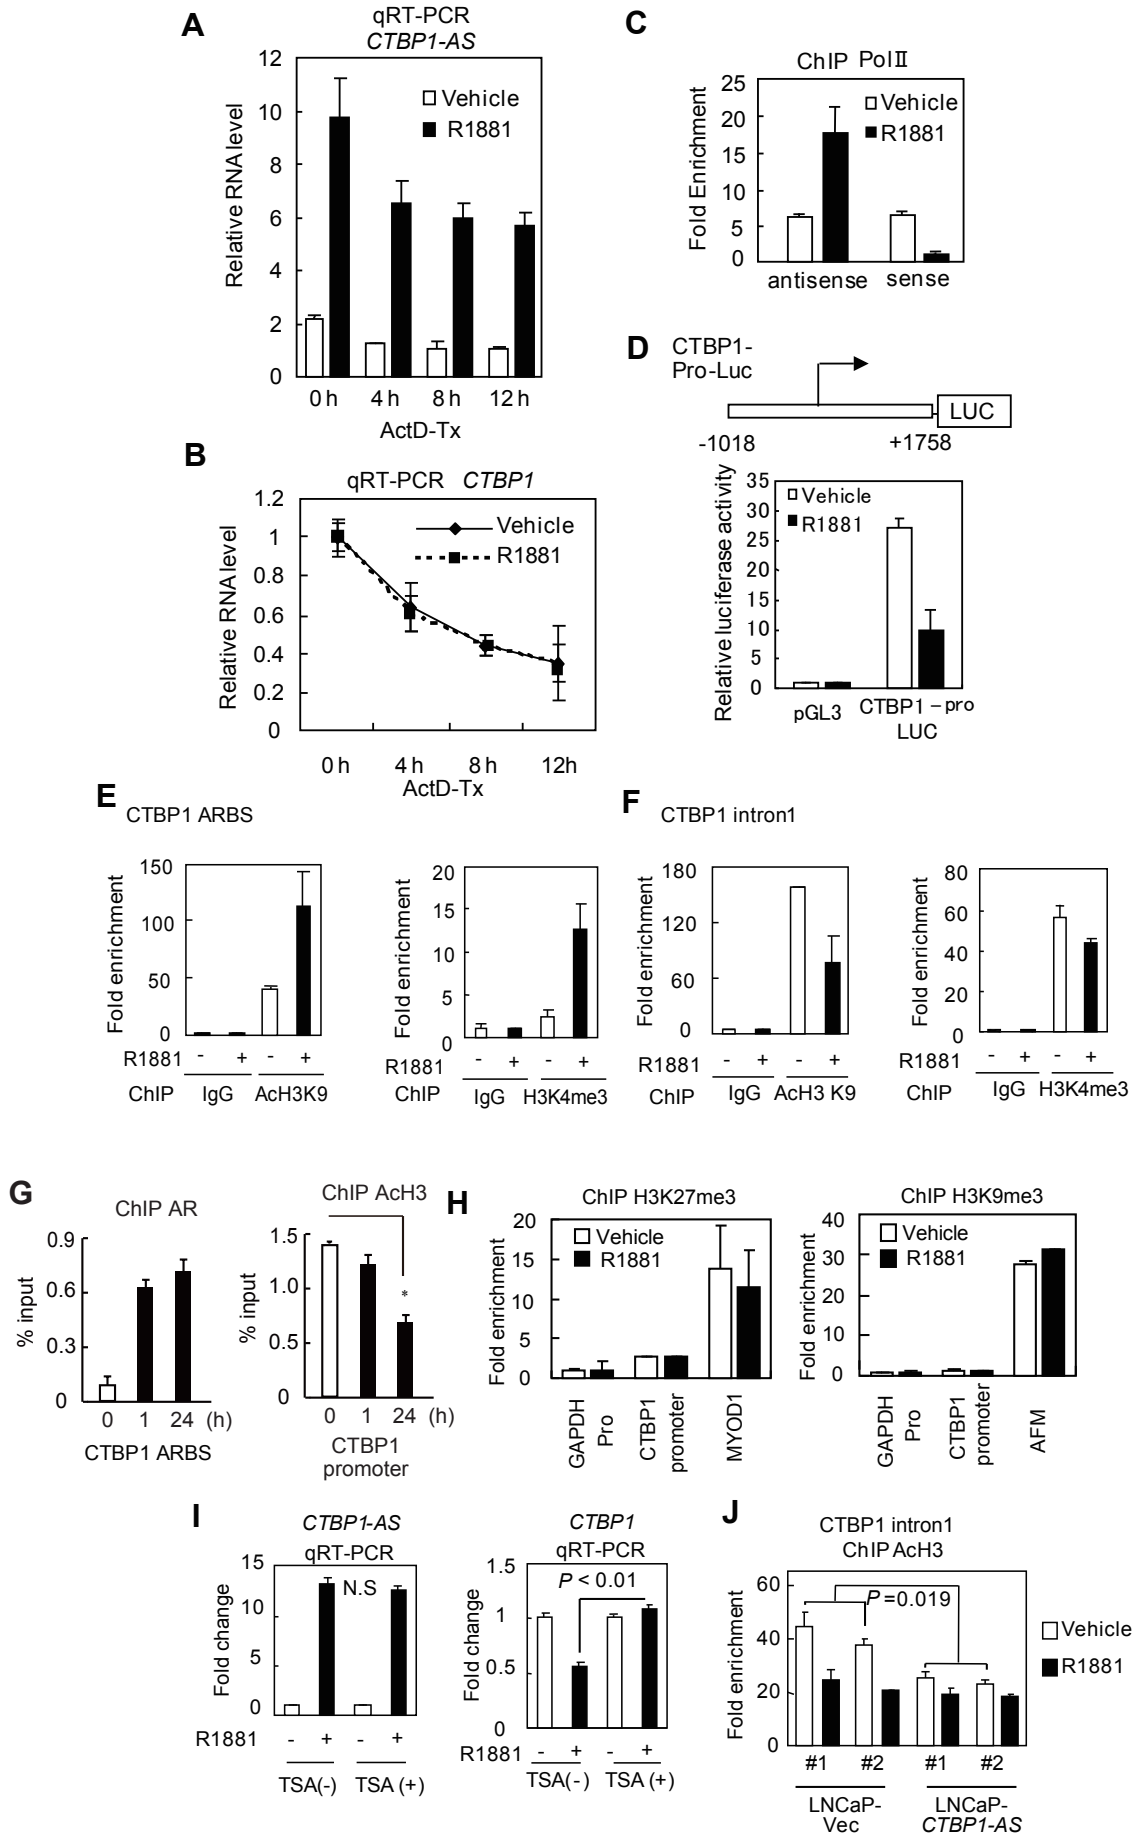 A
qRT-PCR
CTBP1-AS
12
10
8
6
4
2
0
Relative RNA level
Vehicle
R1881
0 h 4 h 8 h 12 h
ActD-Tx
B
qRT-PCR CTBP1
1.2
1
0.8
0.6
0.4
0.2
0
Relative RNA level
Vehicle
R1881
0 h 4 h 8 h 12h
ActD-Tx
C
ChIP PolⅡ
25
20
15
10
5
0
Fold Enrichment
Vehicle
R1881
antisense sense
D
CTBP1-
Pro-Luc
LUC
-1018 +1758
35
30
25
20
15
10
5
0
Relative luciferase activity
Vehicle
R1881
pGL3 CTBP1－pro
LUC
E
CTBP1 ARBS
150
100
50
0
Fold enrichment
R1881 - + - +
ChIP IgG AcH3K9
20
15
10
5
0
Fold enrichment
R1881 - + - +
ChIP IgG H3K4me3
F
CTBP1 intron1
180
120
60
0
Fold enrichment
R1881 - + - +
ChIP IgG AcH3 K9
80
60
40
20
0
Fold enrichment
R1881 - + - +
ChIP IgG H3K4me3
G
ChIP AR
0.9
0.6
0.3
0
% input
0 1 24 (h)
CTBP1 ARBS
ChIP AcH3
1.5
1.0
0.5
0
% input
*
0 1 24 (h)
CTBP1
promoter
H
ChIP H3K27me3
20
15
10
5
0
Fold enrichment
Vehicle
R1881
GAPDH
Pro
CTBP1
promoter
MYOD1
ChIP H3K9me3
40
30
20
10
0
Fold enrichment
Vehicle
R1881
GAPDH
Pro
CTBP1
promoter
AFM
I
CTBP1-AS
qRT-PCR
15
10
5
0
Fold change
N.S
R1881 - + - +
TSA(-) TSA (+)
CTBP1
qRT-PCR
1.5
1
0.5
0
Fold change
P < 0.01
R1881 - + - +
TSA(-) TSA (+)
J
CTBP1 intron1
ChIP AcH3
60
40
20
0
Fold enrichment
P =0.019
Vehicle
R1881
#1 #2 #1 #2
LNCaP-
Vec
LNCaP-
CTBP1-AS